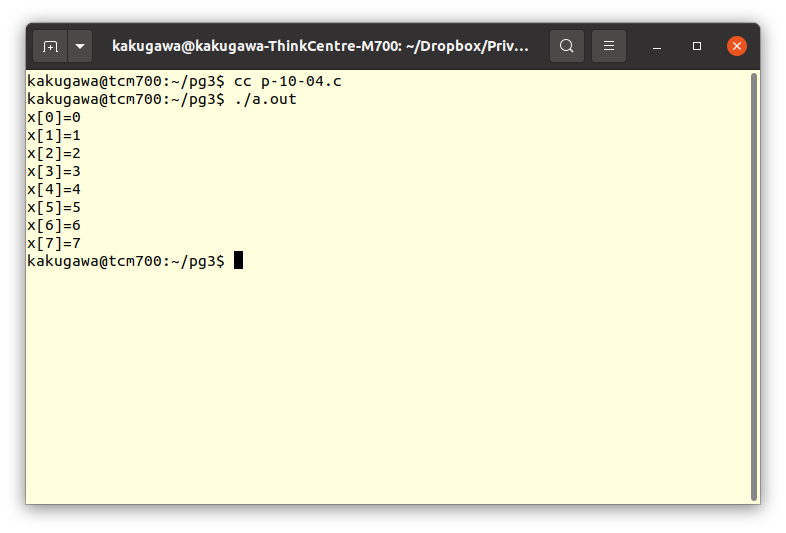 kakugawa@kakugawa-ThinkCentre-M700: ~/Dropbox/Priv...
kakugawa@tcm700:~/pg3$ cc p-10-04.c
kakugawa@tcm700:~/pg3$ ./a.out
x[0]=0
x[1]=1
x[2]=2
x[3]=3
x[4]=4
x[5]=5
x[6]=6
x[7]=7
kakugawa@tcm700:~/pg3$